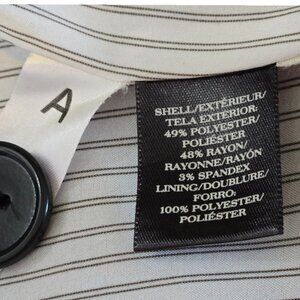 A
SHELL/EXTÉRIEUR/
TELA EXTERIOR:
49% POLYESTER/
POLIÉSTER
48% RAYON/
RAYONNE/RAYÓN
3% SPANDEX
LINING/DOUBLURE/
FORRO:
100% POLYESTER/
POLIÉSTER